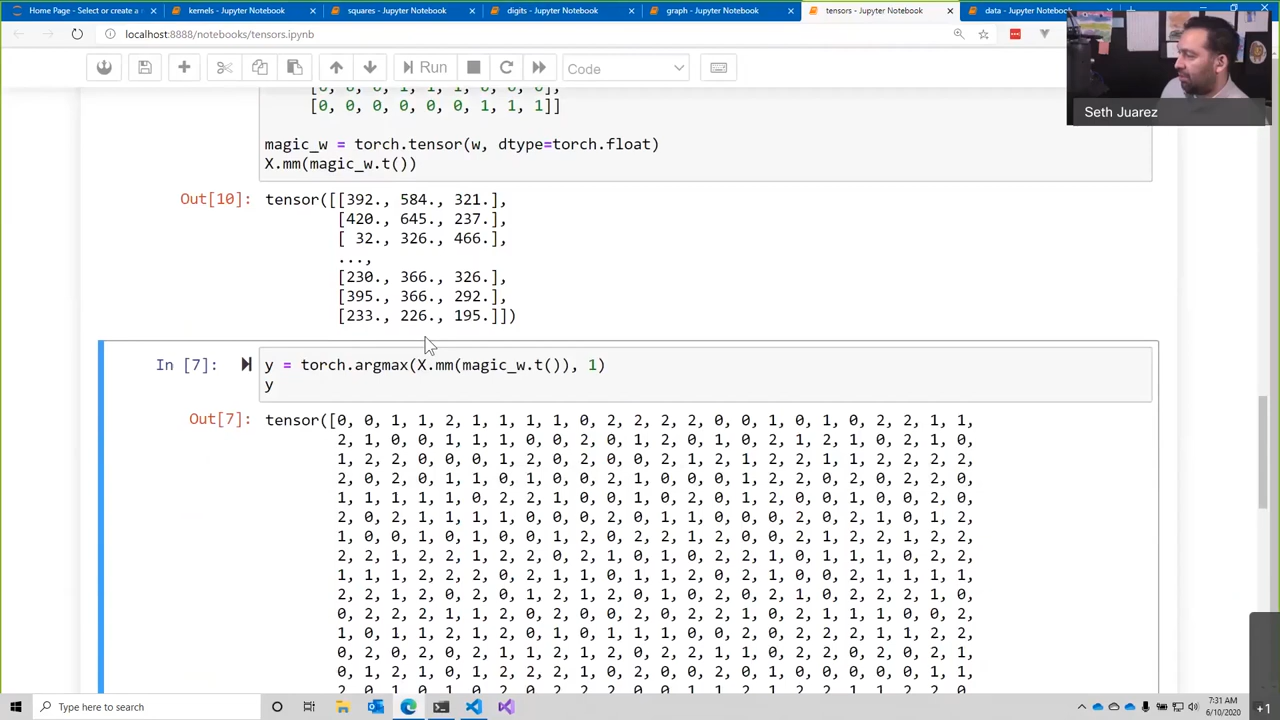 Home Page - Select or create a n
kernels - Jupyter Notebook
squares - Jupyter Notebook
digits - Jupyter Notebook
graph - Jupyter Notebook
tensors - Jupyter Notebook
data - Jupyter Notebook
localhost:8888/notebooks/tensors.ipynb
Run
Code
Seth Juarez
[0, 0, 0, 1, 1, 1, 0, 0, 0],
[0, 0, 0, 0, 0, 0, 1, 1, 1]]
magic_w = torch.tensor(w, dtype=torch.float)
X.mm(magic_w.t())
Out[10]: tensor([[392., 584., 321.],
[420., 645., 237.],
[ 32., 326., 466.],
...,
[230., 366., 326.],
[395., 366., 292.],
[233., 226., 195.]])
In [7]: y = torch.argmax(X.mm(magic_w.t()), 1)
y
Out[7]: tensor([0, 0, 1, 1, 2, 1, 1, 1, 1, 0, 2, 2, 2, 2, 0, 0, 1, 0, 1, 0, 2, 2, 1, 1,
2, 1, 0, 0, 1, 1, 1, 0, 0, 2, 0, 1, 2, 0, 1, 0, 2, 1, 2, 1, 0, 2, 1, 0,
1, 2, 2, 0, 0, 0, 1, 2, 0, 2, 0, 0, 2, 1, 2, 1, 2, 2, 1, 1, 2, 2, 2, 2,
2, 0, 2, 0, 1, 1, 0, 1, 0, 0, 2, 1, 0, 0, 0, 1, 2, 2, 0, 2, 0, 2, 2, 0,
1, 1, 1, 1, 1, 0, 2, 2, 1, 0, 0, 1, 0, 2, 0, 1, 2, 0, 0, 1, 0, 0, 2, 0,
2, 0, 2, 1, 1, 1, 1, 0, 0, 0, 2, 0, 1, 1, 0, 0, 0, 2, 0, 2, 1, 0, 1, 2,
1, 0, 0, 1, 0, 1, 0, 0, 1, 2, 0, 2, 2, 1, 0, 2, 2, 1, 2, 2, 1, 2, 2, 2,
2, 2, 1, 2, 2, 1, 2, 2, 0, 2, 1, 0, 1, 0, 2, 2, 1, 0, 1, 1, 1, 0, 2, 2,
1, 1, 1, 2, 2, 2, 0, 2, 1, 1, 0, 1, 1, 2, 0, 2, 1, 0, 0, 2, 1, 1, 1, 1,
2, 2, 1, 2, 0, 2, 0, 1, 2, 1, 2, 0, 1, 0, 2, 0, 2, 1, 0, 2, 2, 2, 1, 0,
0, 2, 2, 2, 1, 1, 2, 0, 2, 0, 0, 2, 0, 2, 2, 1, 0, 2, 1, 1, 1, 0, 0, 2,
1, 0, 1, 1, 2, 1, 2, 0, 1, 0, 1, 1, 1, 0, 0, 2, 0, 2, 2, 2, 1, 1, 2, 2,
0, 2, 0, 2, 0, 2, 1, 1, 2, 1, 2, 0, 2, 2, 1, 1, 0, 2, 2, 0, 2, 0, 2, 1,
0, 1, 2, 1, 0, 1, 2, 2, 2, 1, 0, 2, 0, 0, 1, 2, 0, 1, 0, 0, 0, 0, 1, 1,
Type here to search
7:31 AM
6/10/2020
+1